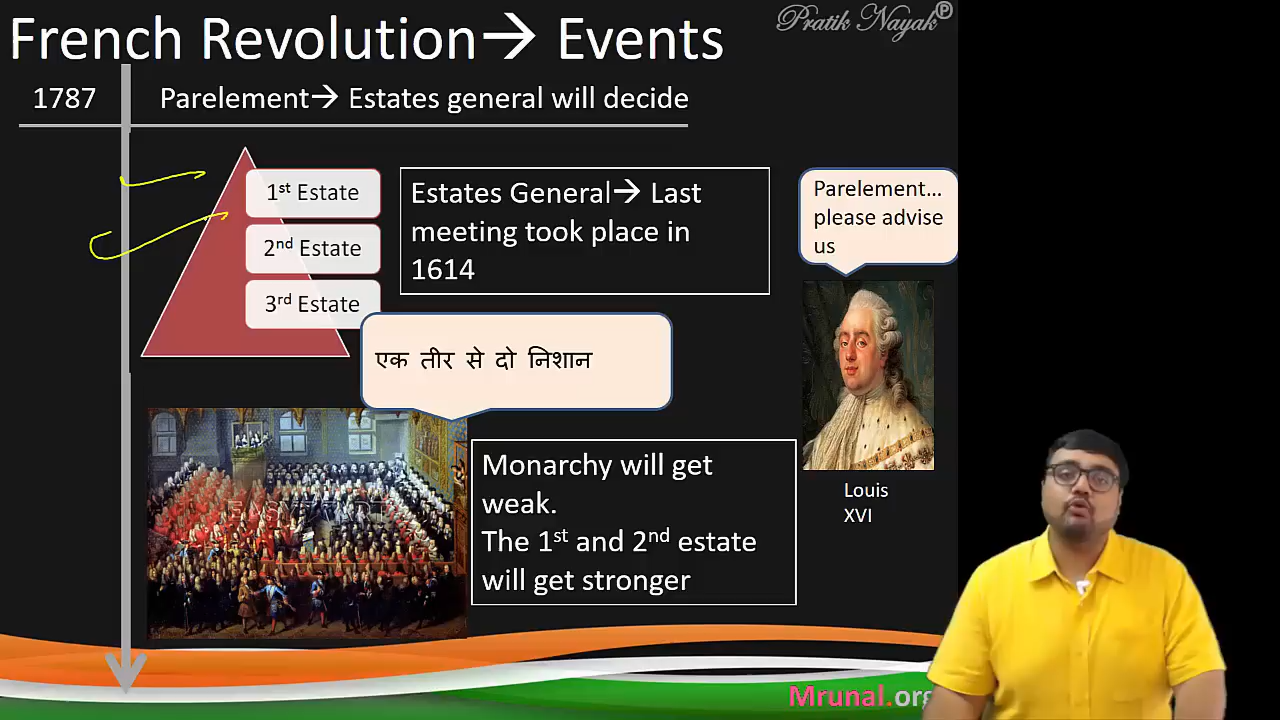 French Revolution→ Events
Pratik Nayak ℗
1787
Parelement→ Estates general will decide
1st Estate
2nd Estate
3rd Estate
Estates General→ Last
meeting took place in
1614
Parelement...
please advise
us
एक तीर से दो निशान
Monarchy will get
weak.
The 1st and 2nd estate
will get stronger
Louis
XVI
Mrunal.org